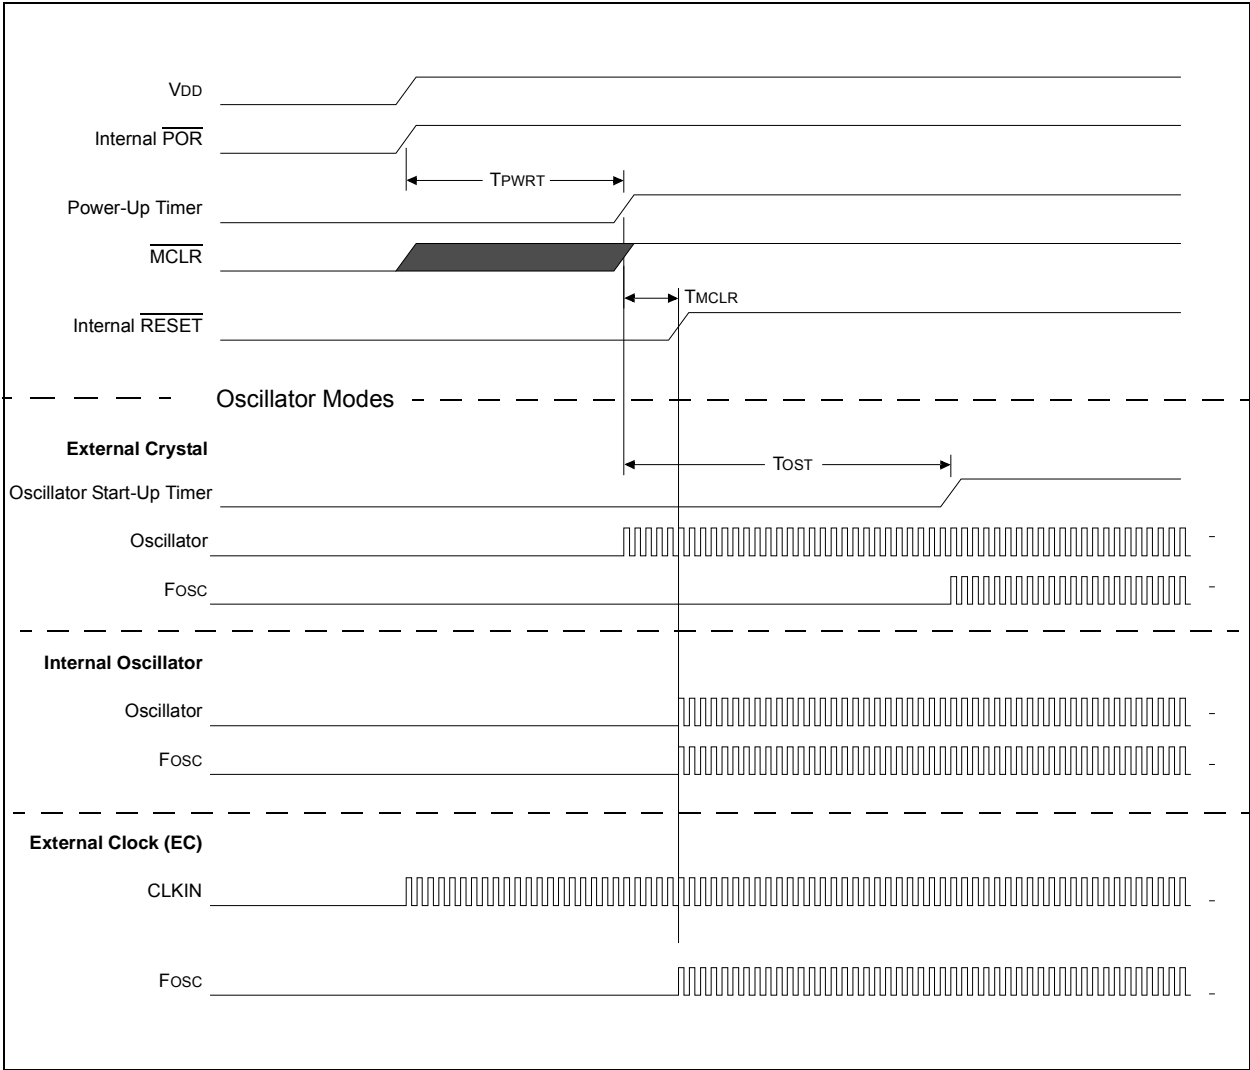 VDD
Internal POR
TPWRT
Power-Up Timer
MCLR
TMCLR
Internal RESET
Oscillator Modes
External Crystal
TOST
Oscillator Start-Up Timer
Oscillator
FOSC
Internal Oscillator
Oscillator
FOSC
External Clock (EC)
CLKIN
FOSC